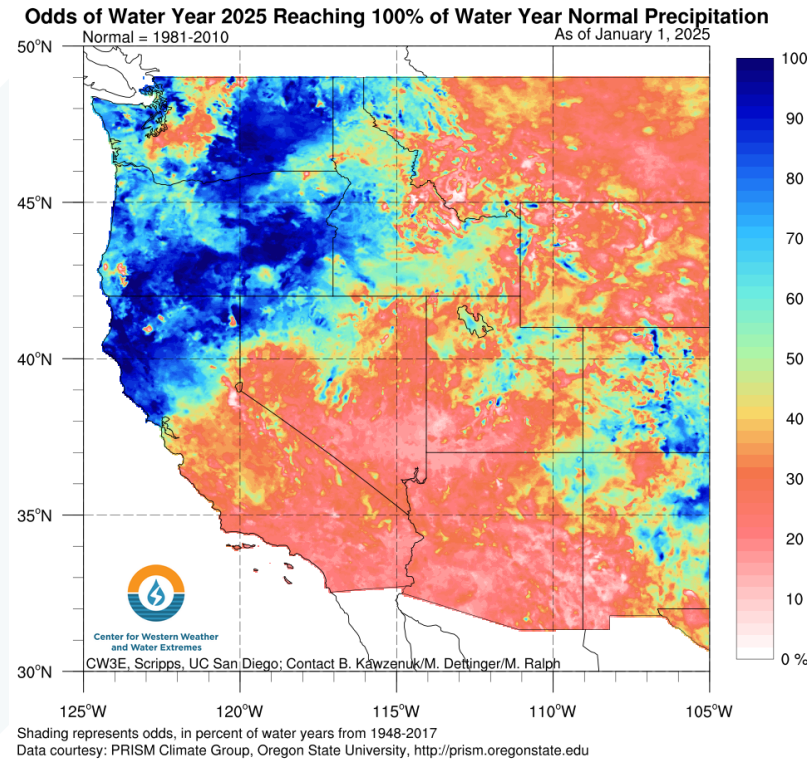 Odds of Water Year 2025 Reaching 100% of Water Year Normal Precipitation
Normal = 1981-2010
As of January 1, 2025
50°N
45°N
40°N
35°N
30°N
125°W
120°W
115°W
110°W
105°W
90
80
70
60
50
40
30
20
10
0 %
Center for Western Weather
and Water Extremes
CW3E, Scripps, UC San Diego; Contact B. Kawzenuk/M. Dettinger/M. Ralph
Shading represents odds, in percent of water years from 1948-2017
Data courtesy: PRISM Climate Group, Oregon State University, http://prism.oregonstate.edu